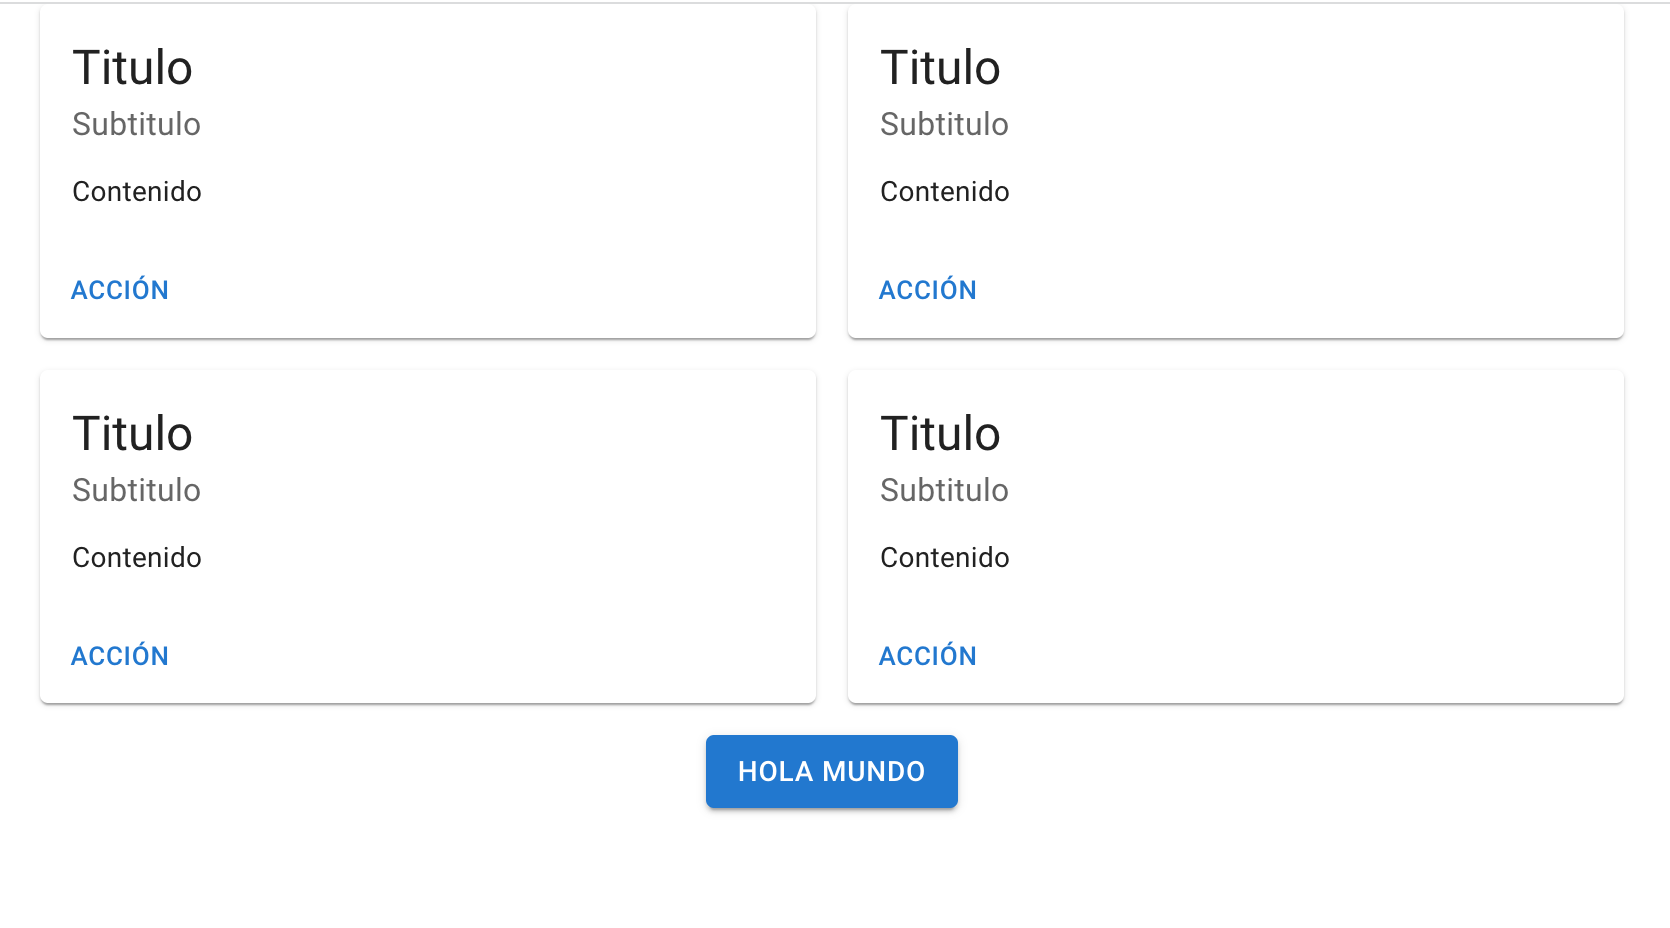 Titulo
Subtitulo
Contenido
ACCIÓN
Titulo
Subtitulo
Contenido
ACCIÓN
Titulo
Subtitulo
Contenido
ACCIÓN
Titulo
Subtitulo
Contenido
ACCIÓN
HOLA MUNDO